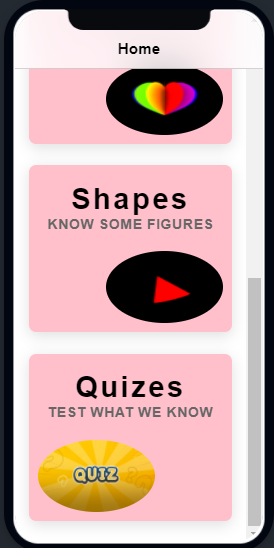 Home
Shapes
KNOW SOME FIGURES
Quizes
TEST WHAT WE KNOW
QUIZ